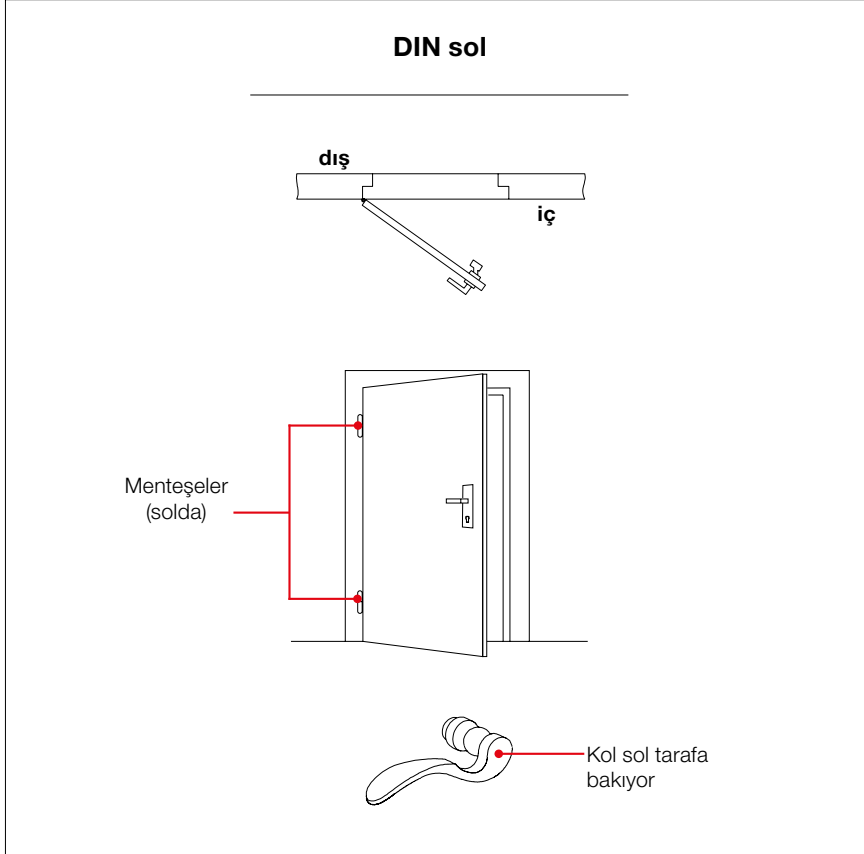 DIN sol
dış
iç
Menteşeler
(solda)
Kol sol tarafa
bakıyor